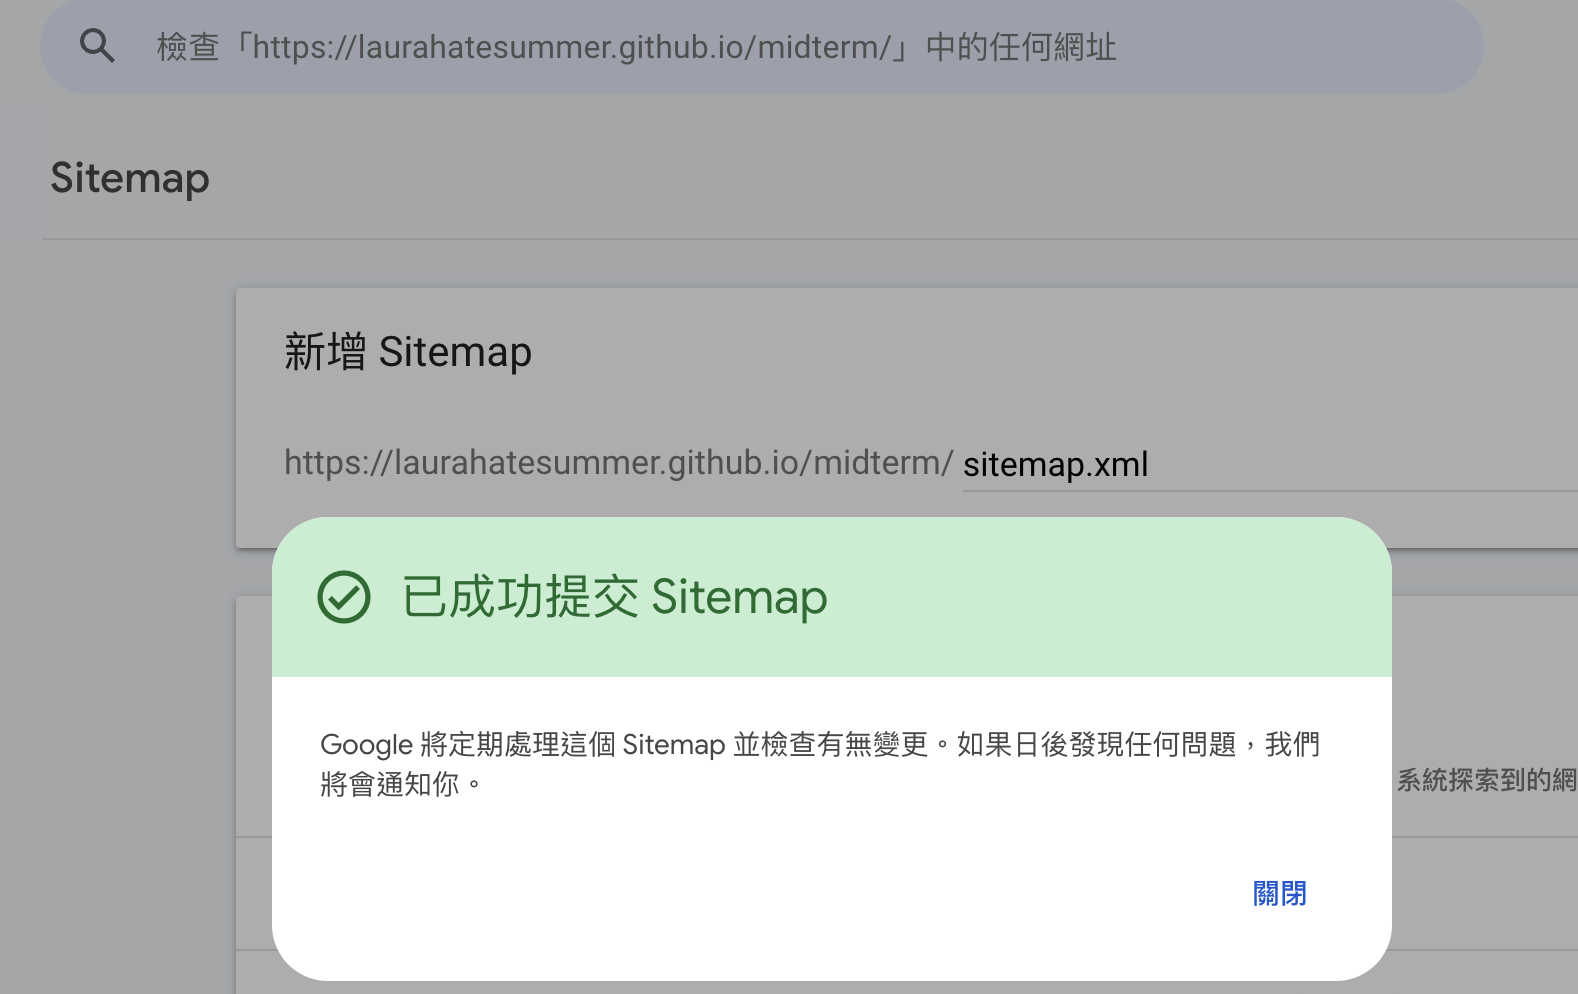 檢查「https://laurahatesummer.github.io/midterm/」中的任何網址
Sitemap
新增 Sitemap
https://laurahatesummer.github.io/midterm/ sitemap.xml
已成功提交 Sitemap
Google 將定期處理這個 Sitemap 並檢查有無變更。如果日後發現任何問題，我們
將會通知你。
系統探索到的網
關閉